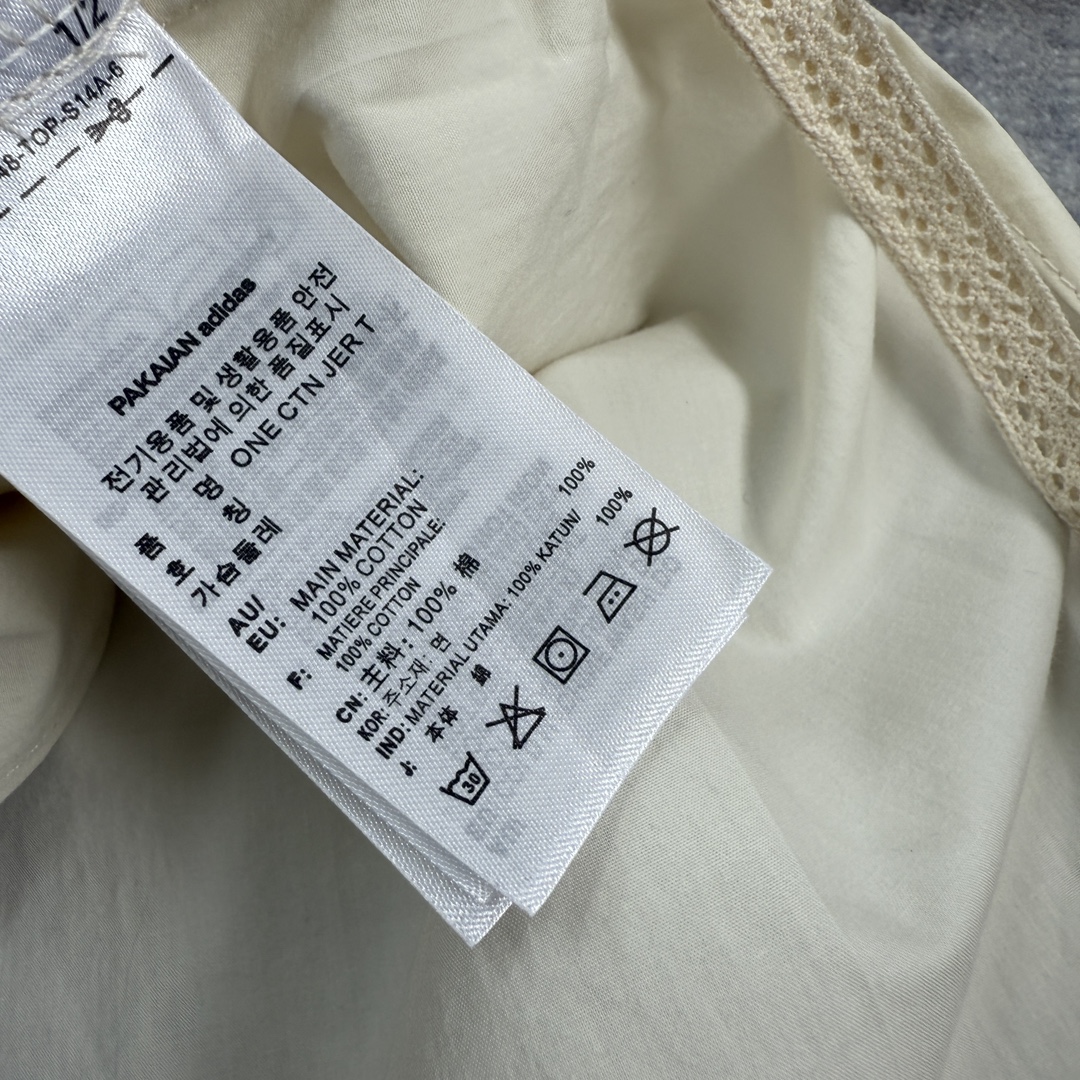 1/2
A8-TOP-S14A-6
PAKAIAN adidas
전기용품 및 생활용품 안전
관리법에 의한 품질표시
품 명 ONE CTN JER T
호 칭
가슴둘레
AU/
EU: MAIN MATERIAL:
100% COTTON
F: MATIERE PRINCIPALE:
100% COTTON
CN: 主料: 100% 棉
KOR: 주소재: 면 100%
IND: MATERIAL UTAMA: 100% KATUN/
J: 本体 綿 100%
30